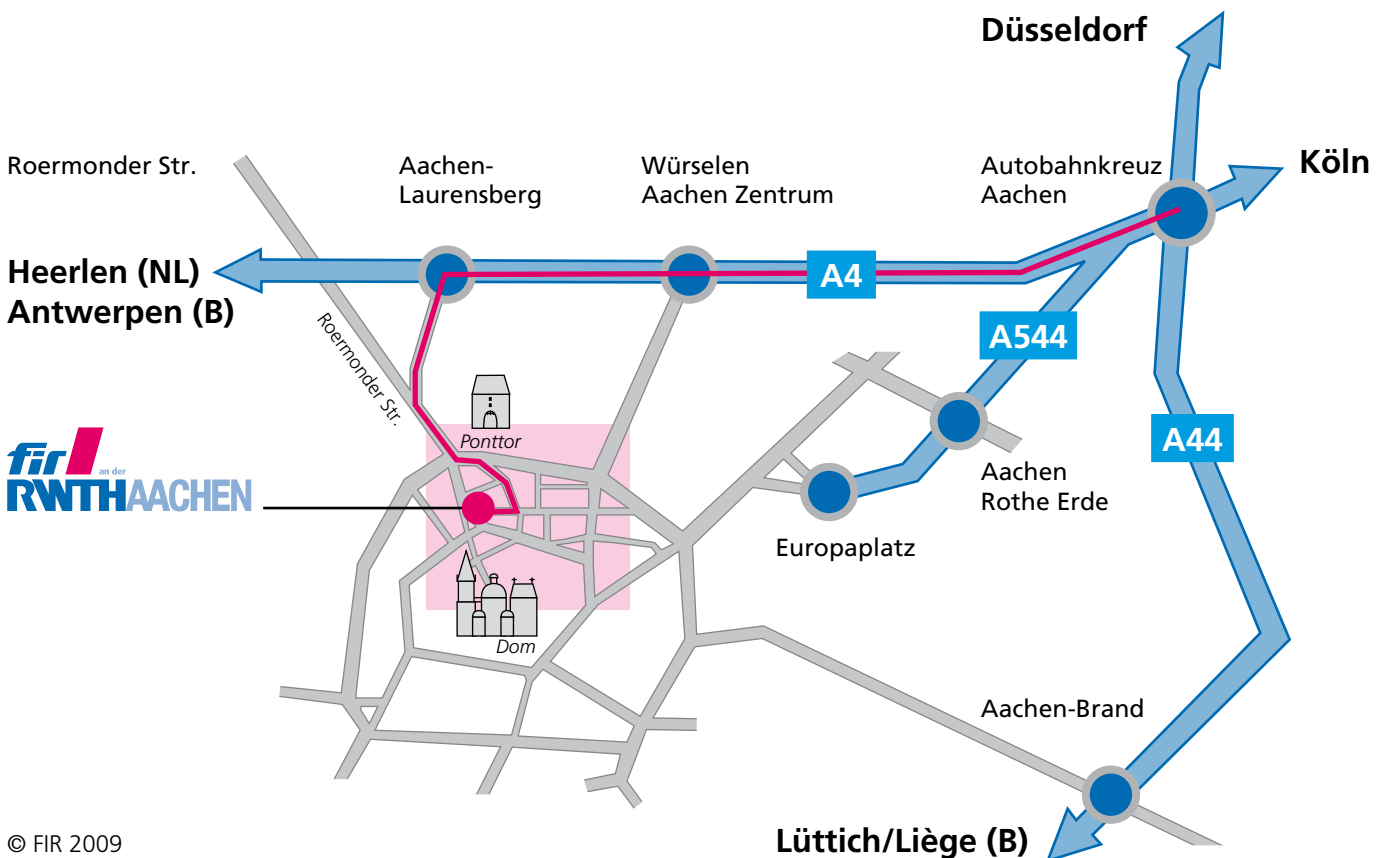 Düsseldorf
Roermonder Str.
Aachen-
Laurensberg
Würselen
Aachen Zentrum
Autobahnkreuz
Aachen
Köln
Heerlen (NL)
Antwerpen (B)
A4
Roermonder Str.
A544
Ponttor
A44
fir an der
RWTHAACHEN
Aachen
Rothe Erde
Europaplatz
Dom
Aachen-Brand
© FIR 2009
Lüttich/Liège (B)